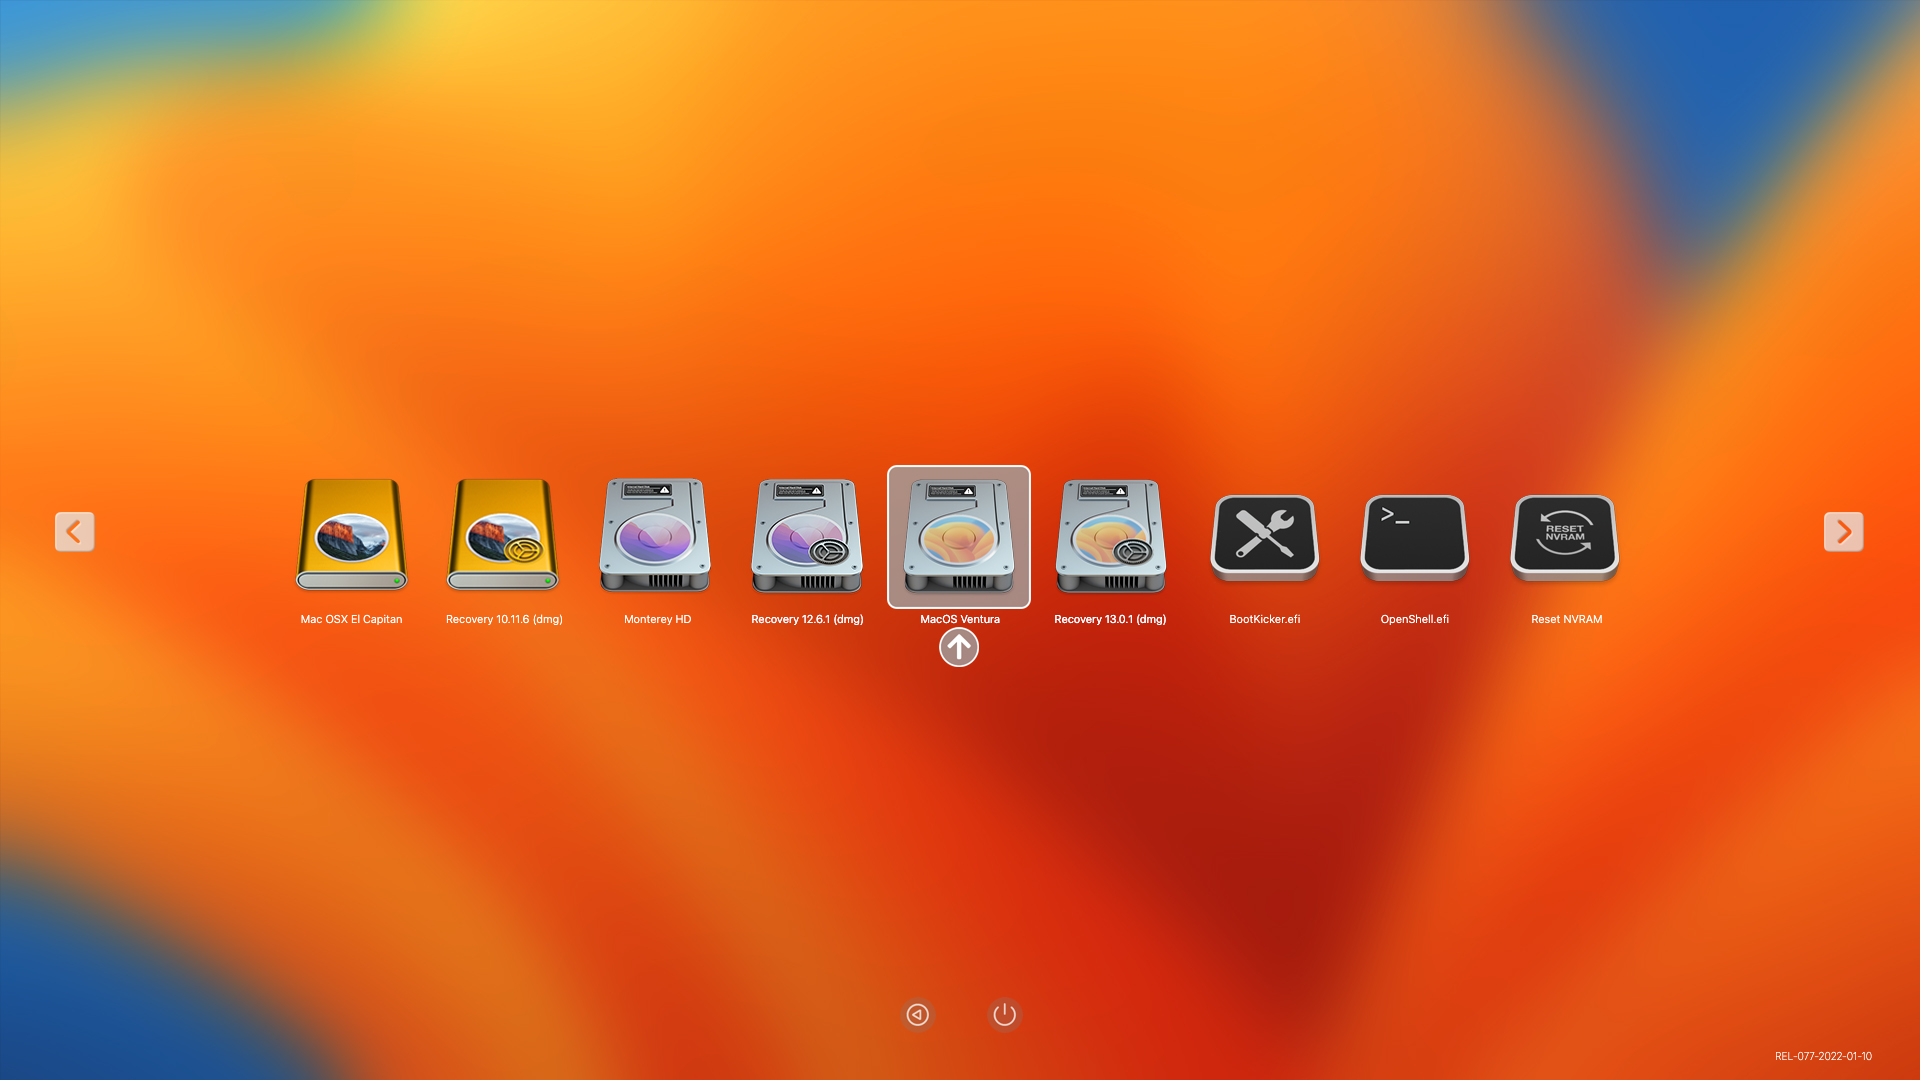 Mac OSX El Capitan
Recovery 10.11.6 (dmg)
Monterey HD
Recovery 12.6.1 (dmg)
MacOS Ventura
Recovery 13.0.1 (dmg)
BootKicker.efi
>_
OpenShell.efi
RESET
NVRAM
Reset NVRAM
REL-077-2022-01-10